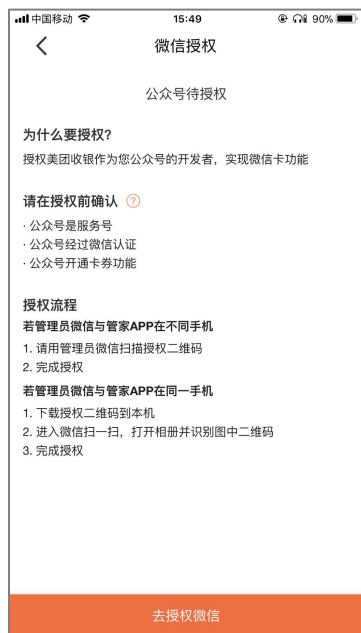 中国移动 15:49 90%
微信授权
公众号待授权
为什么要授权?
授权美团收银作为您公众号的开发者，实现微信卡功能
请在授权前确认 ?
· 公众号是服务号
· 公众号经过微信认证
· 公众号开通卡券功能
授权流程
若管理员微信与管家APP在不同手机
1. 请用管理员微信扫描授权二维码
2. 完成授权
若管理员微信与管家APP在同一手机
1. 下载授权二维码到本机
2. 进入微信扫一扫，打开相册并识别图中二维码
3. 完成授权
去授权微信